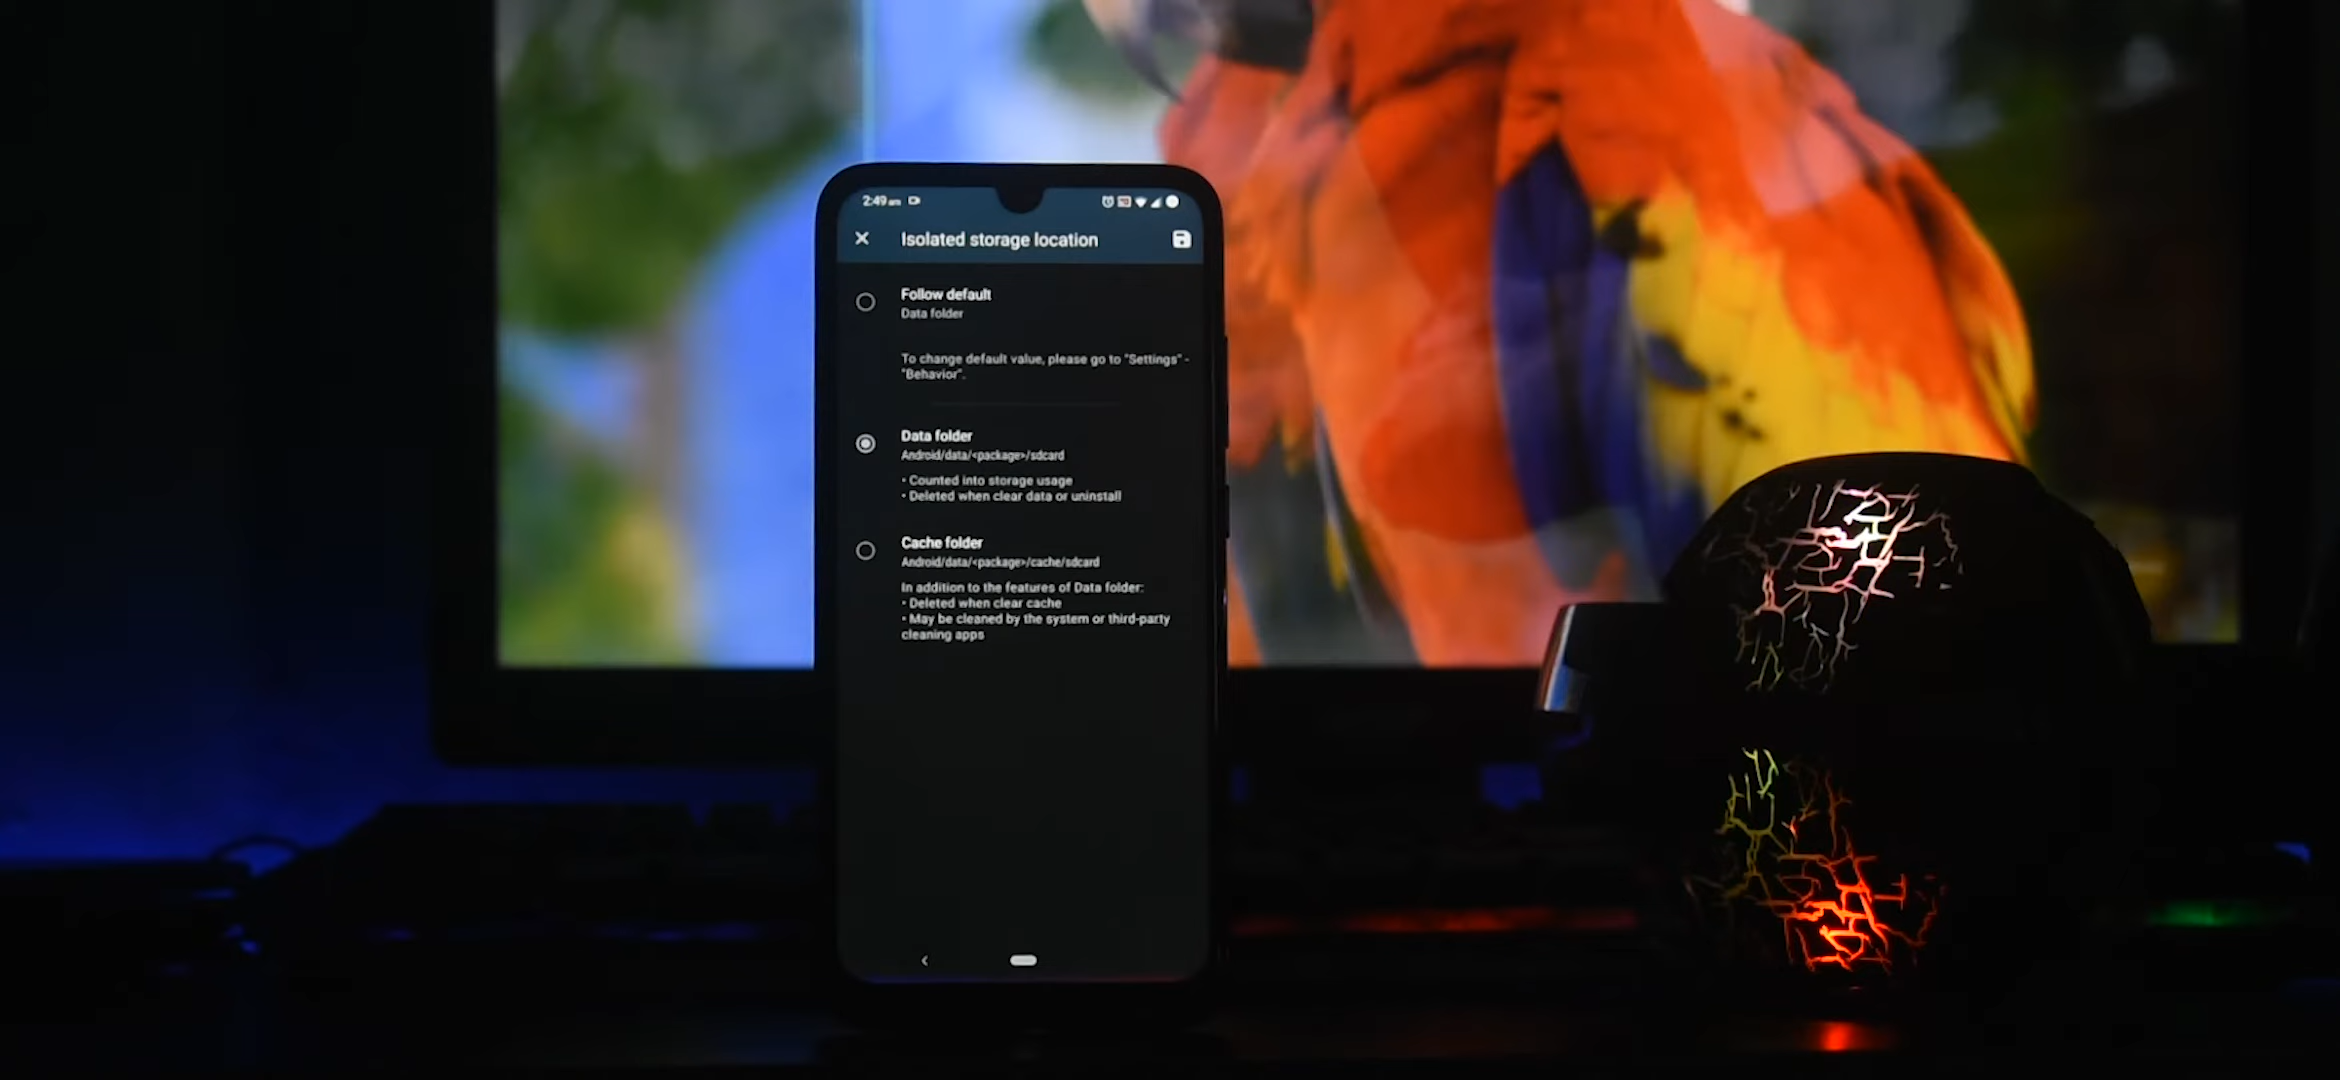 2:49 am
Isolated storage location
Follow default
Data folder
To change default value, please go to "Settings" -
"Behavior".
Data folder
Android/data/<package>/sdcard
• Counted into storage usage
• Deleted when clear data or uninstall
Cache folder
Android/data/<package>/cache/sdcard
In addition to the features of Data folder:
• Deleted when clear cache
• May be cleaned by the system or third-party
cleaning apps